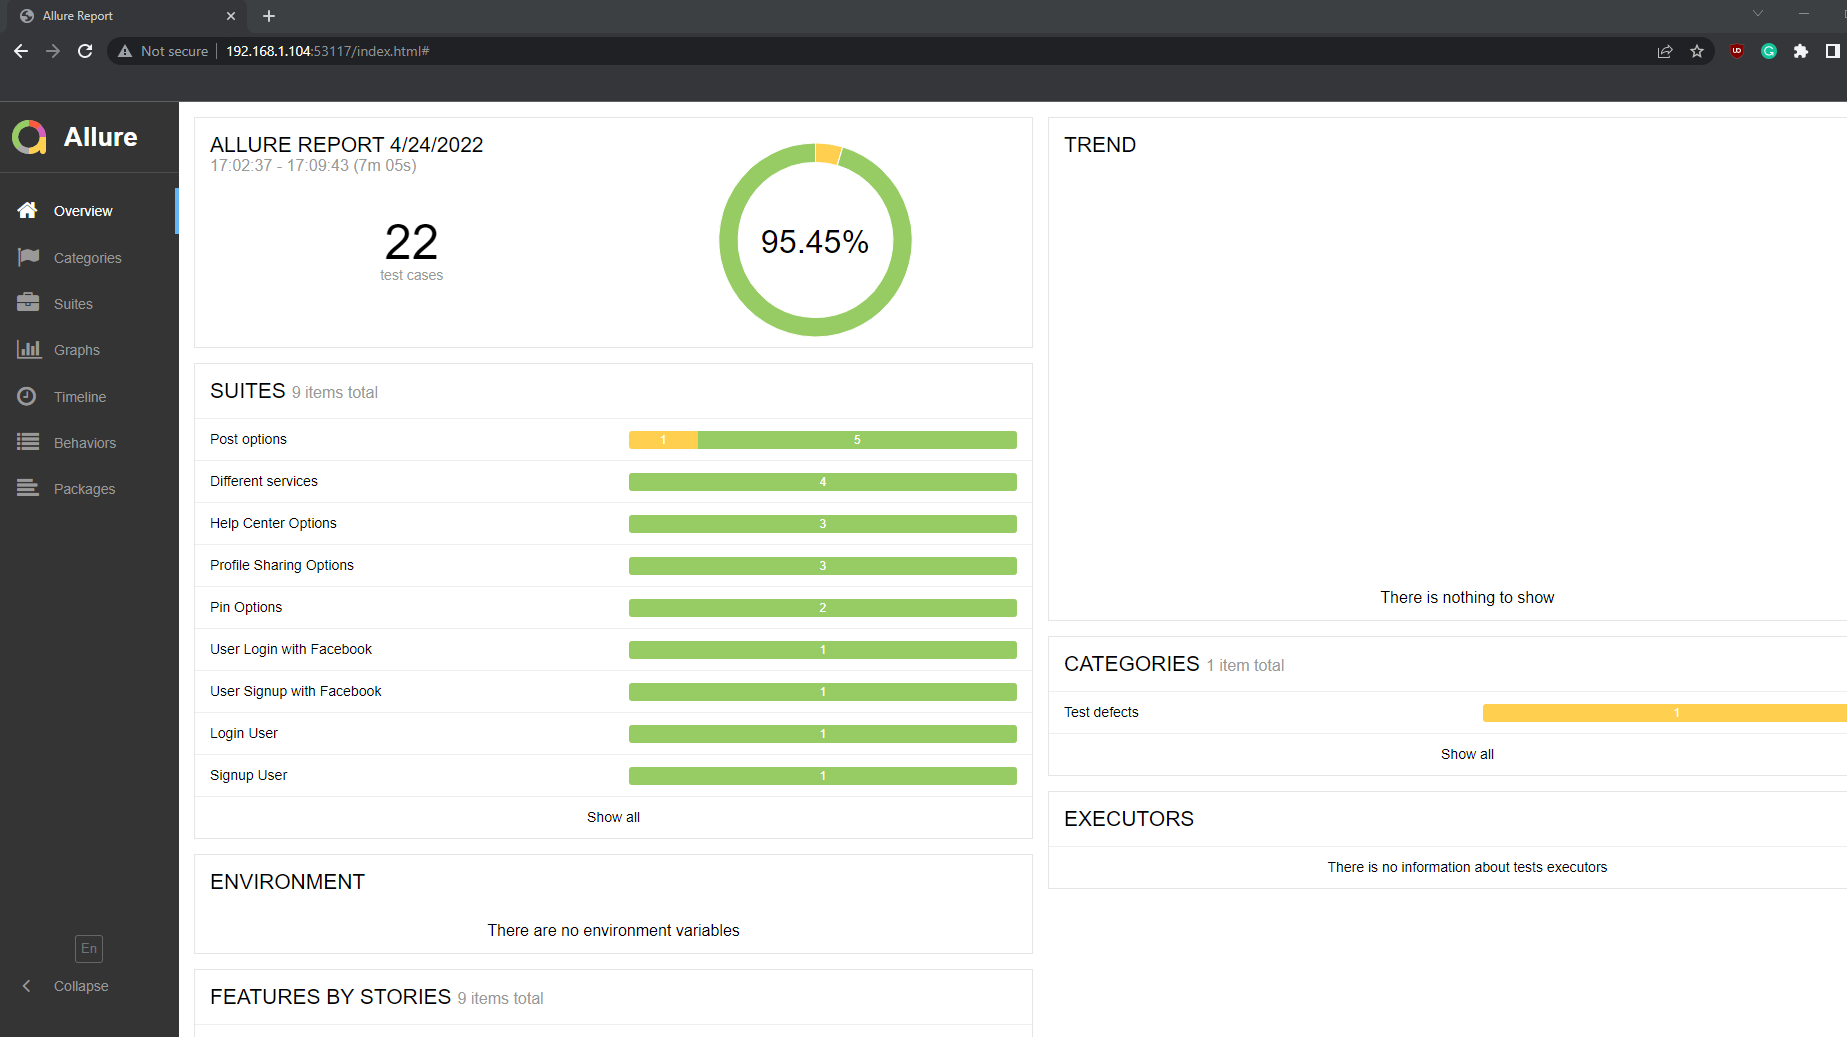 Allure Report
Not secure 192.168.1.104:53117/index.html#
Allure
Overview
Categories
Suites
Graphs
Timeline
Behaviors
Packages
En
Collapse
ALLURE REPORT 4/24/2022
17:02:37 - 17:09:43 (7m 05s)
22
test cases
95.45%
SUITES 9 items total
Post options 1 5
Different services 4
Help Center Options 3
Profile Sharing Options 3
Pin Options 2
User Login with Facebook 1
User Signup with Facebook 1
Login User 1
Signup User 1
Show all
ENVIRONMENT
There are no environment variables
FEATURES BY STORIES 9 items total
TREND
There is nothing to show
CATEGORIES 1 item total
Test defects 1
Show all
EXECUTORS
There is no information about tests executors